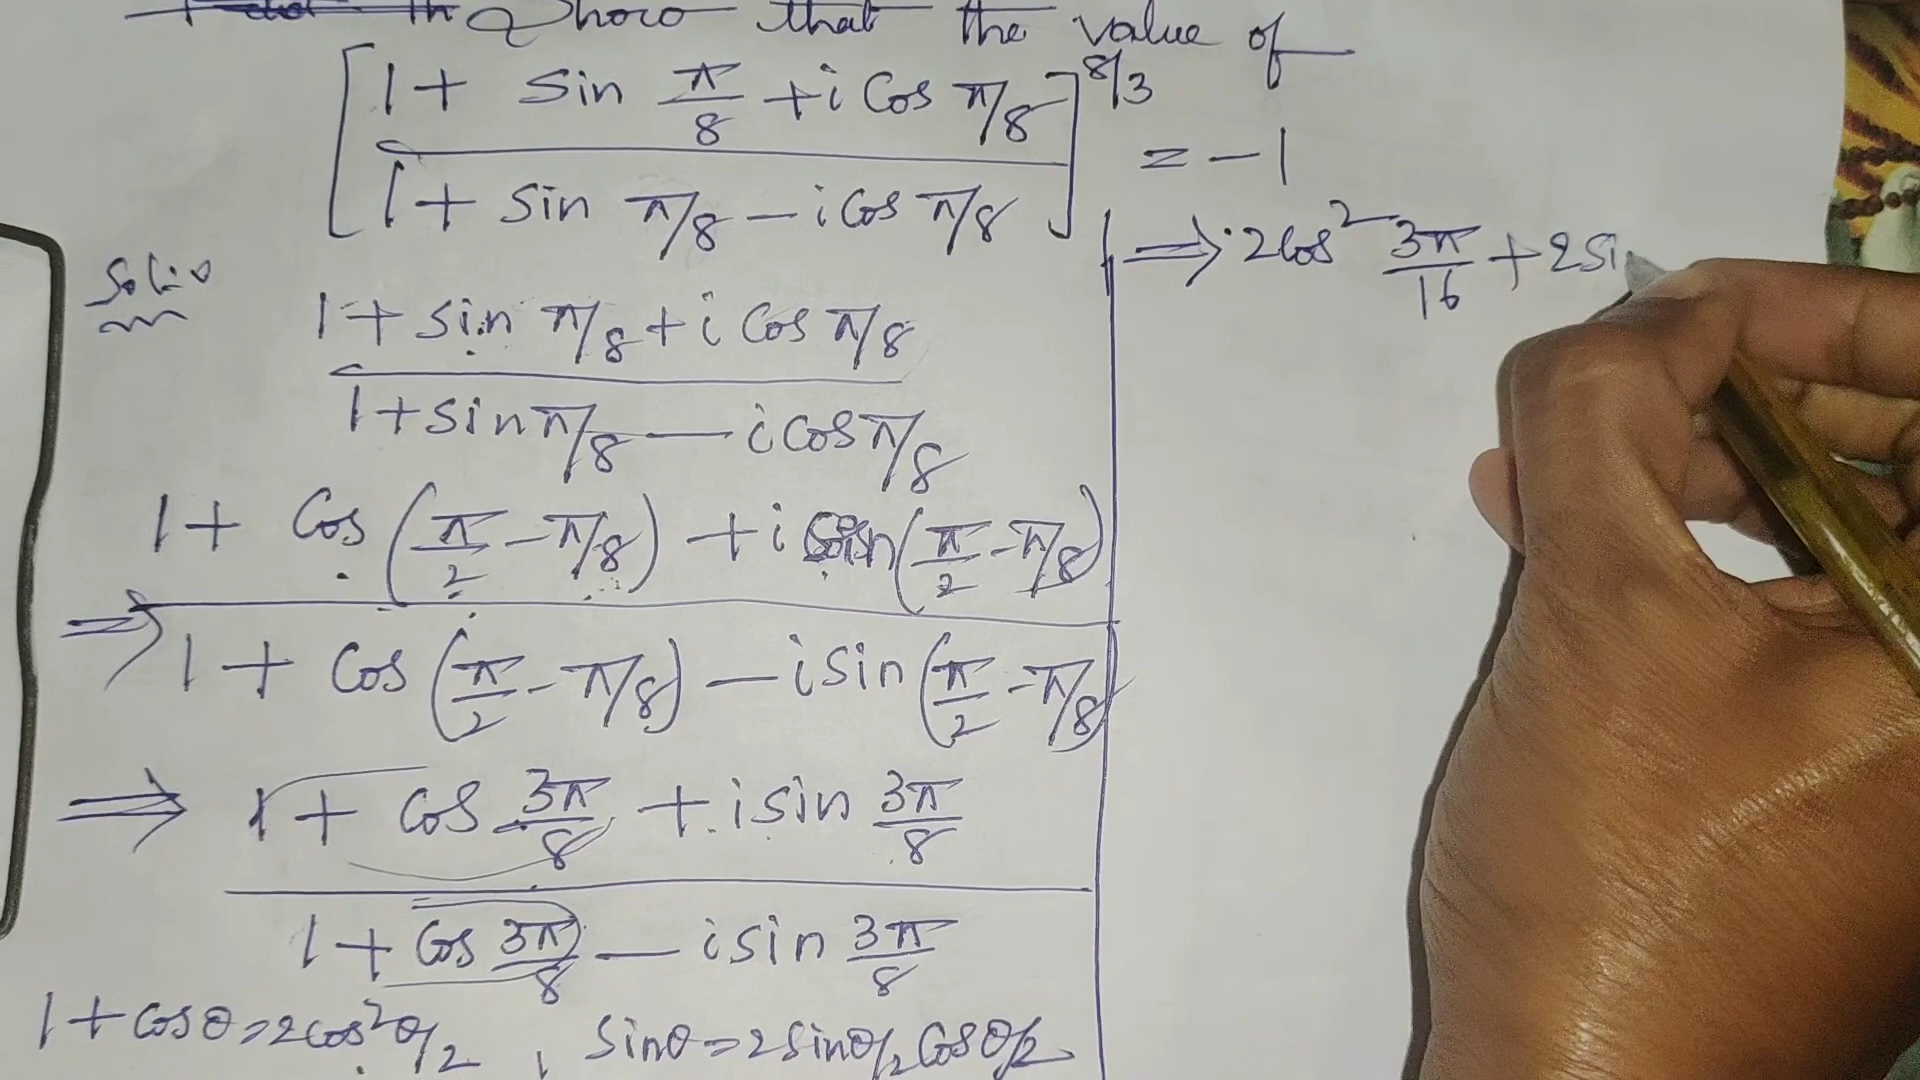 Show that the value of
[1 + sin π/8 + i cos π/8 / 1 + sin π/8 - i cos π/8]^8/3 = -1
Sol:-
1 + sin π/8 + i cos π/8
1 + sin π/8 - i cos π/8
1 + cos (π/2 - π/8) + i sin (π/2 - π/8)
⇒ 1 + cos (π/2 - π/8) - i sin (π/2 - π/8)
⇒ 1 + cos 3π/8 + i sin 3π/8
1 + cos 3π/8 - i sin 3π/8
1 + cos θ = 2cos² θ/2 , sin θ = 2 sin θ/2 cos θ/2
⇒ 2cos² 3π/16 + 2si